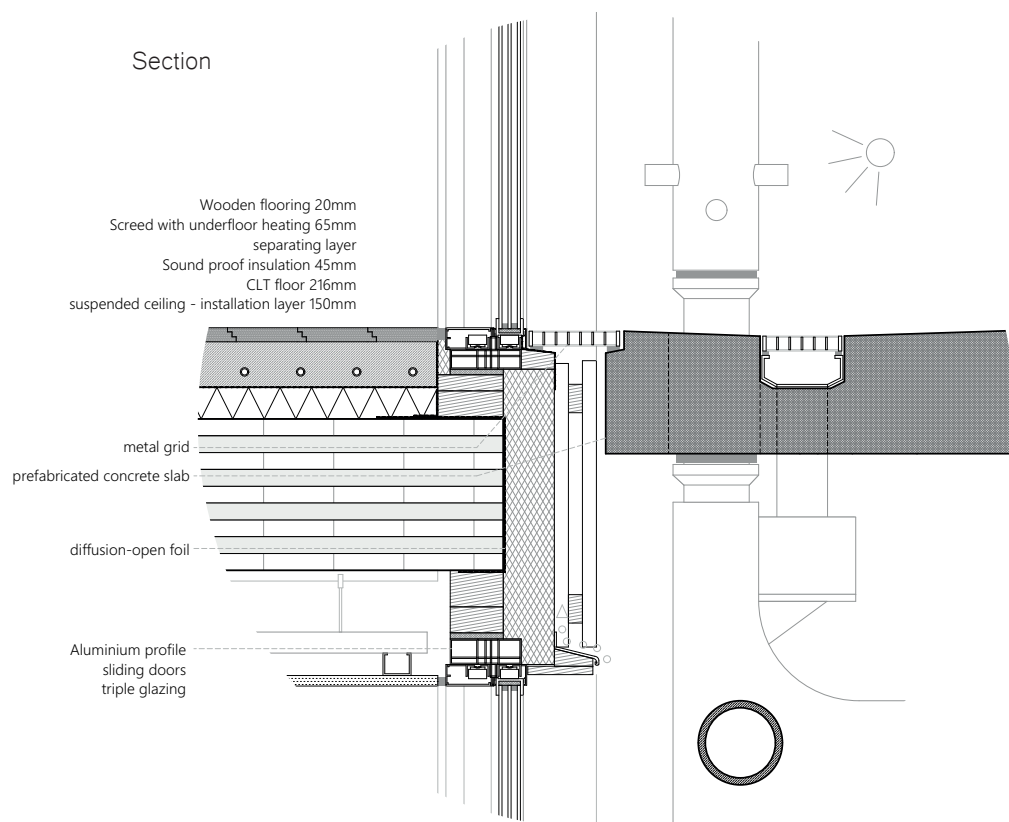 Section
Wooden flooring 20mm
Screed with underfloor heating 65mm
separating layer
Sound proof insulation 45mm
CLT floor 216mm
suspended ceiling - installation layer 150mm
metal grid
prefabricated concrete slab
diffusion-open foil
Aluminium profile
sliding doors
triple glazing